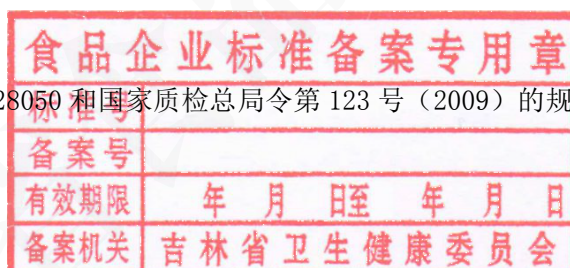 食品企业标准备案专用章
28050 和国家质检总局令第 123 号（2009）的规
标准号
备案号
有效期限 年 月 日至 年 月 日
备案机关 吉林省卫生健康委员会